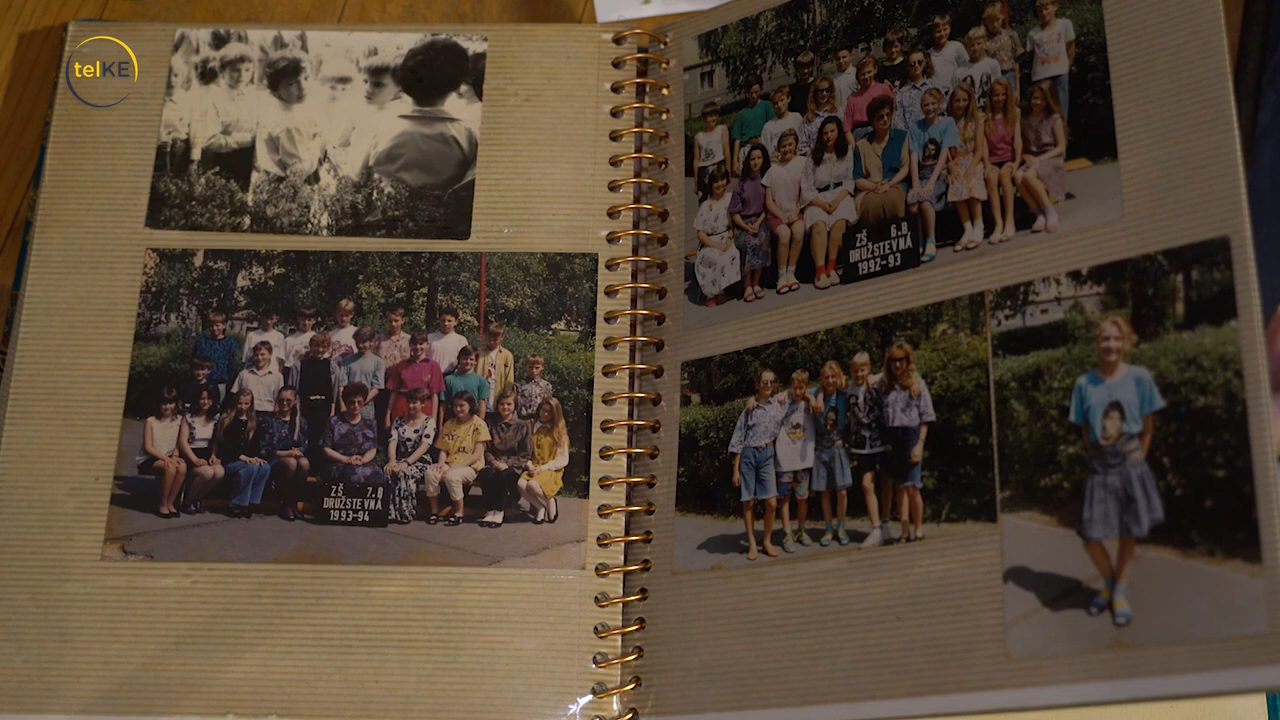 telKE
ZŠ 7.B
DRUŽSTEVNÁ
1993-94
ZŠ 6.B.
DRUŽSTEVNÁ
1992-93